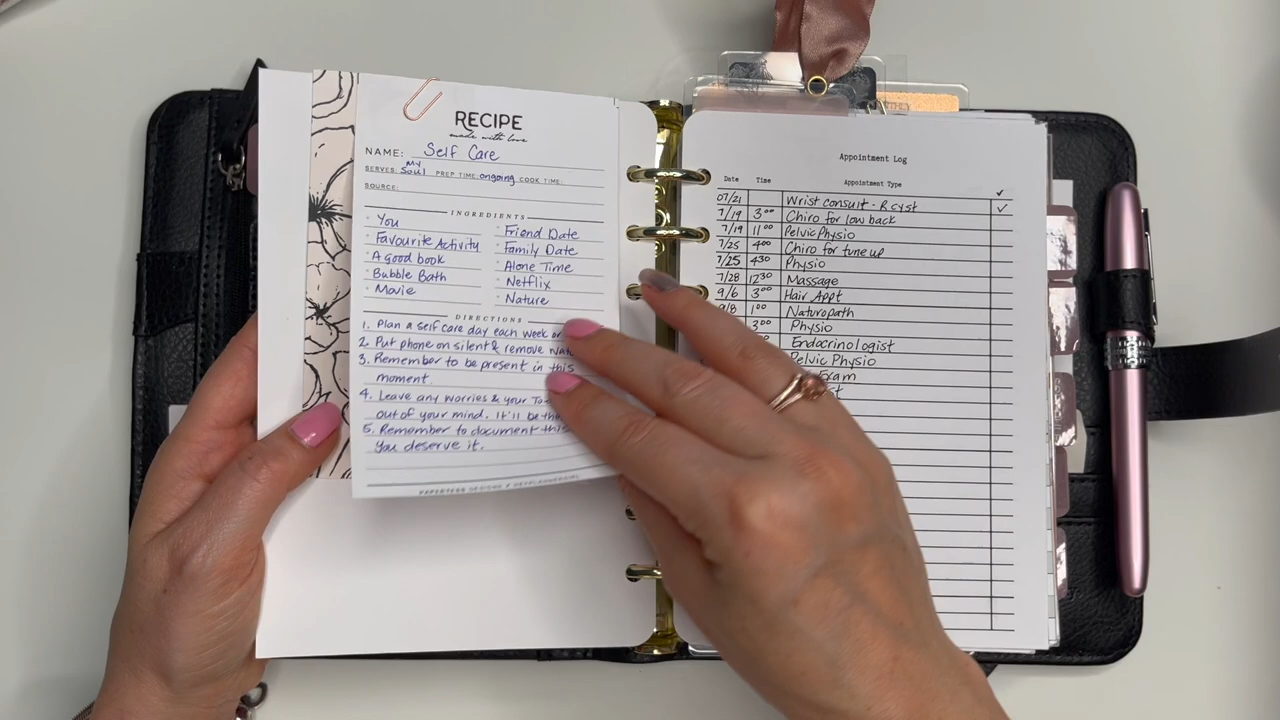 RECIPE
made with love
NAME: Self Care
SERVES: My Soul PREP TIME: ongoing COOK TIME:
SOURCE:
INGREDIENTS
You
Favourite Activity
A good book
Bubble Bath
Movie
Friend Date
Family Date
Alone Time
Netflix
Nature
DIRECTIONS
1. Plan a self care day each week
2. Put phone on silent & remove
3. Remember to be present in this
moment.
4. Leave any worries & your
out of your mind. It'll be
5. Remember to document this
you deserve it.
Appointment Log
Date Time Appointment Type ✓
07/21 Wrist consult - R cyst ✓
7/19 3:00 Chiro for low back
7/19 11:00 Pelvic Physio
7/25 4:00 Chiro for tune up
7/25 4:30 Physio
7/28 12:30 Massage
9/6 3:00 Hair Appt
9/8 1:00 Naturopath
3:00 Physio
Endocrinologist
Pelvic Physio
Exam